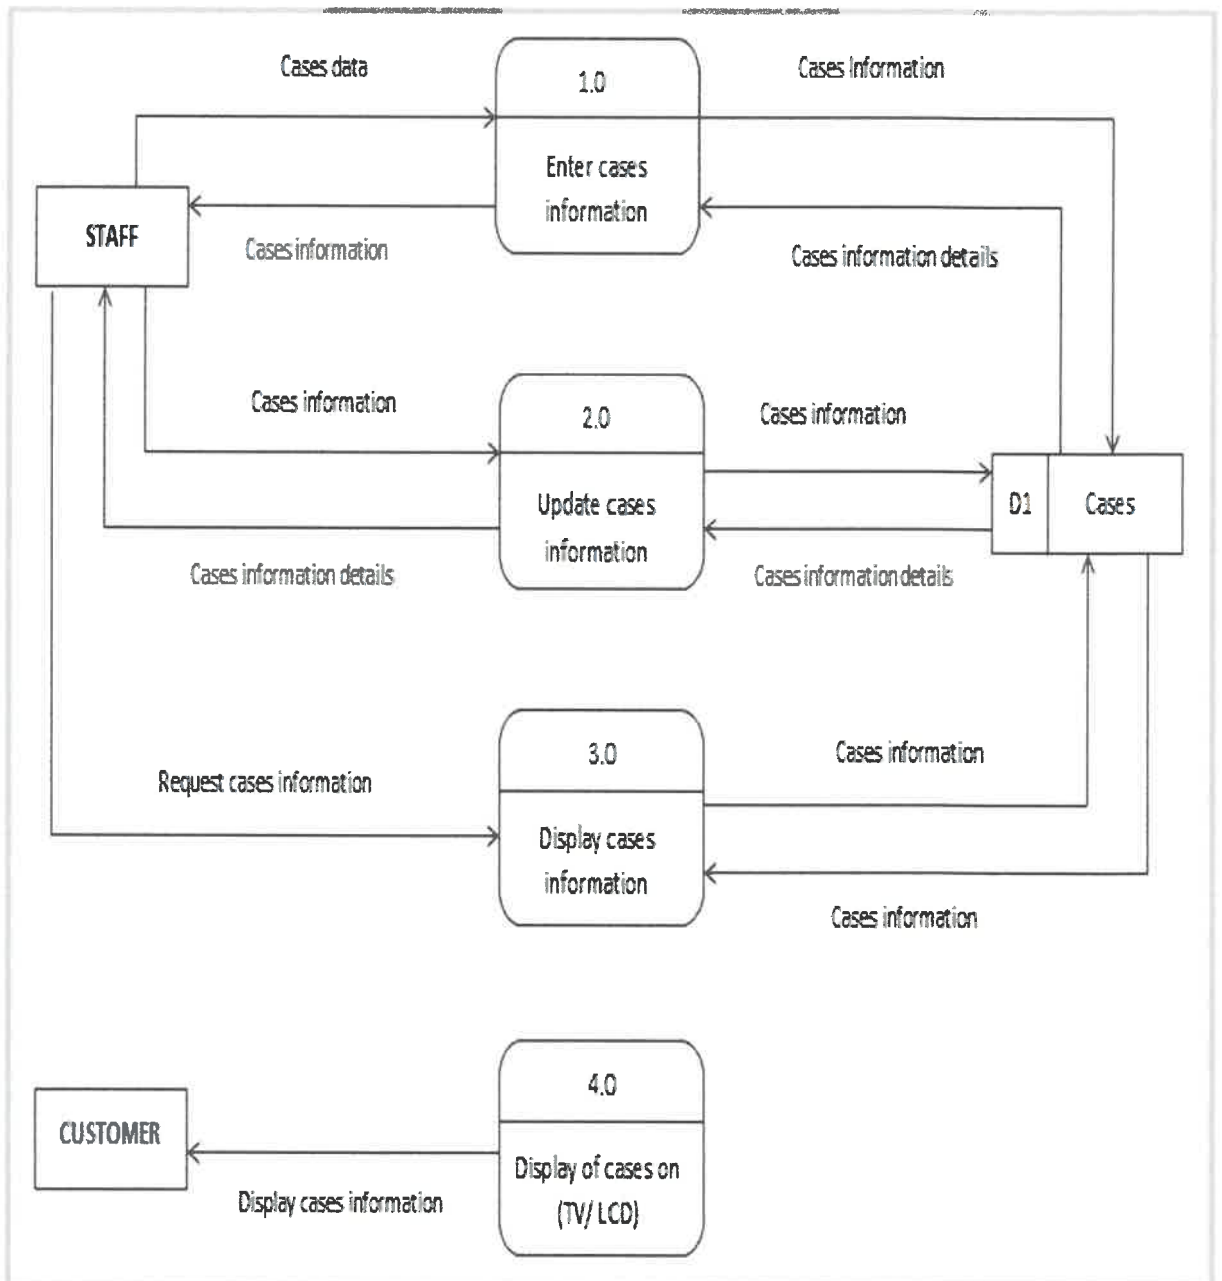 Cases data
1.0
Cases Information
Enter cases
information
STAFF
Cases information
Cases information details
Cases information
2.0
Cases information
Update cases
information
D1
Cases
Cases information details
Cases information details
3.0
Cases information
Request cases information
Display cases
information
Cases information
4.0
CUSTOMER
Display of cases on
(TV/ LCD)
Display cases information